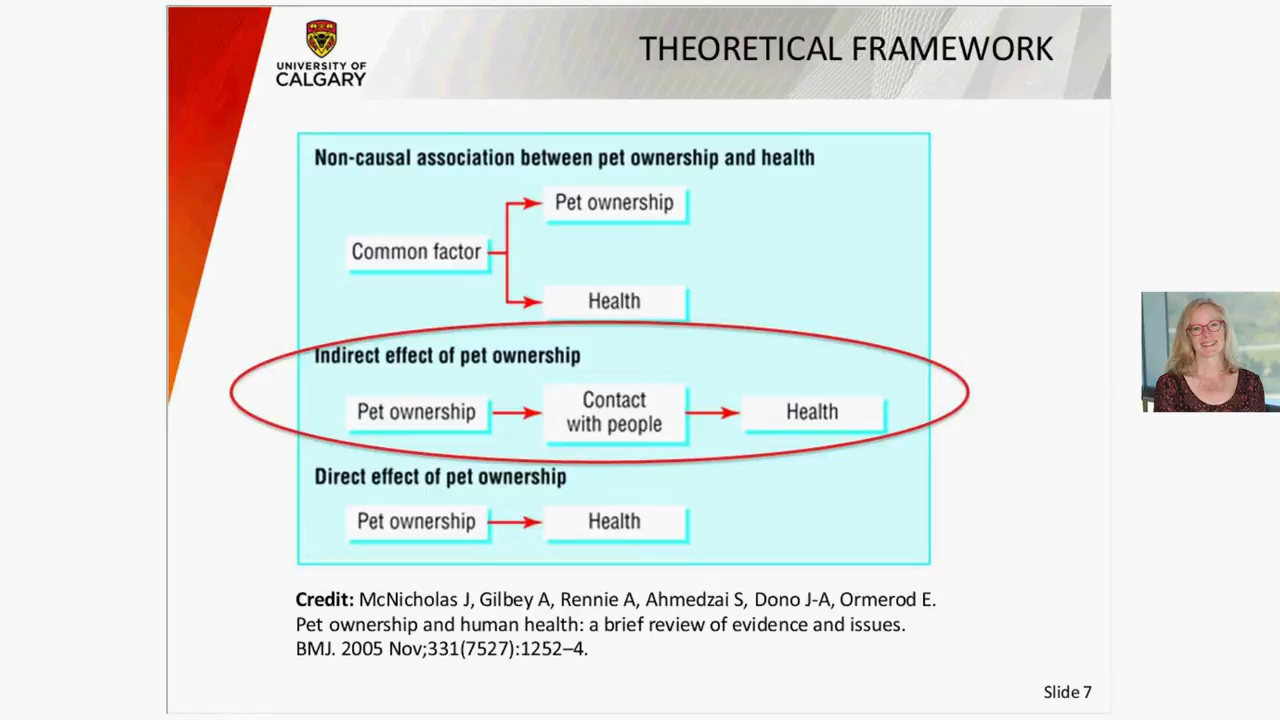 UNIVERSITY OF
CALGARY
THEORETICAL FRAMEWORK
Non-causal association between pet ownership and health
Pet ownership
Common factor
Health
Indirect effect of pet ownership
Pet ownership
Contact
with people
Health
Direct effect of pet ownership
Pet ownership
Health
Credit: McNicholas J, Gilbey A, Rennie A, Ahmedzai S, Dono J-A, Ormerod E.
Pet ownership and human health: a brief review of evidence and issues.
BMJ. 2005 Nov;331(7527):1252–4.
Slide 7